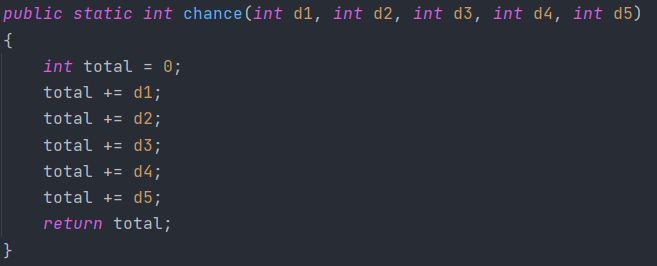 public static int chance(int d1, int d2, int d3, int d4, int d5)
{
    int total = 0;
    total += d1;
    total += d2;
    total += d3;
    total += d4;
    total += d5;
    return total;
}